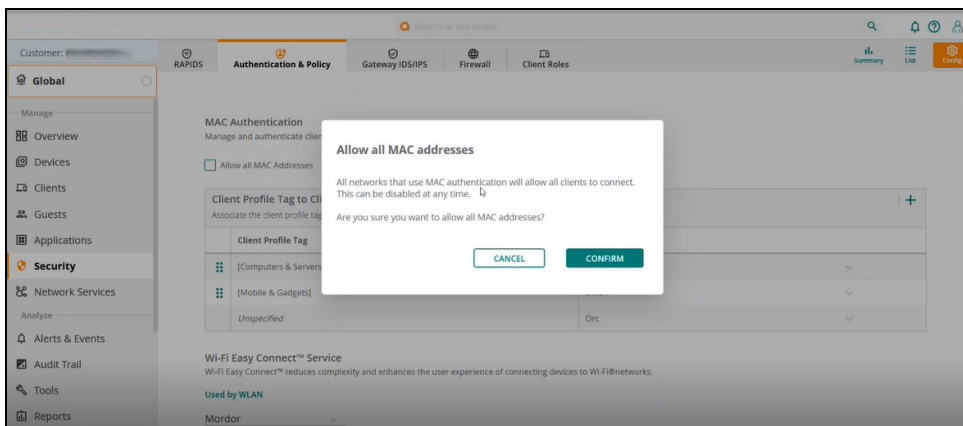 Search or ask Aruba
Customer:
Global
Manage
Overview
Devices
Clients
Guests
Applications
Security
Network Services
Analyze
Alerts & Events
Audit Trail
Tools
Reports
RAPIDS
Authentication & Policy
Gateway IDS/IPS
Firewall
Client Roles
Summary
List
Config
MAC Authentication
Manage and authenticate clien
Allow all MAC Addresses
Client Profile Tag to Cli
Associate the client profile tag
Client Profile Tag
[Computers & Servers
[Mobile & Gadgets]
Unspecified
Orc
Allow all MAC addresses
All networks that use MAC authentication will allow all clients to connect.
This can be disabled at any time.
Are you sure you want to allow all MAC addresses?
CANCEL
CONFIRM
Wi-Fi Easy Connect™ Service
Wi-Fi Easy Connect™ reduces complexity and enhances the user experience of connecting devices to Wi-Fi®networks.
Used by WLAN
Mordor